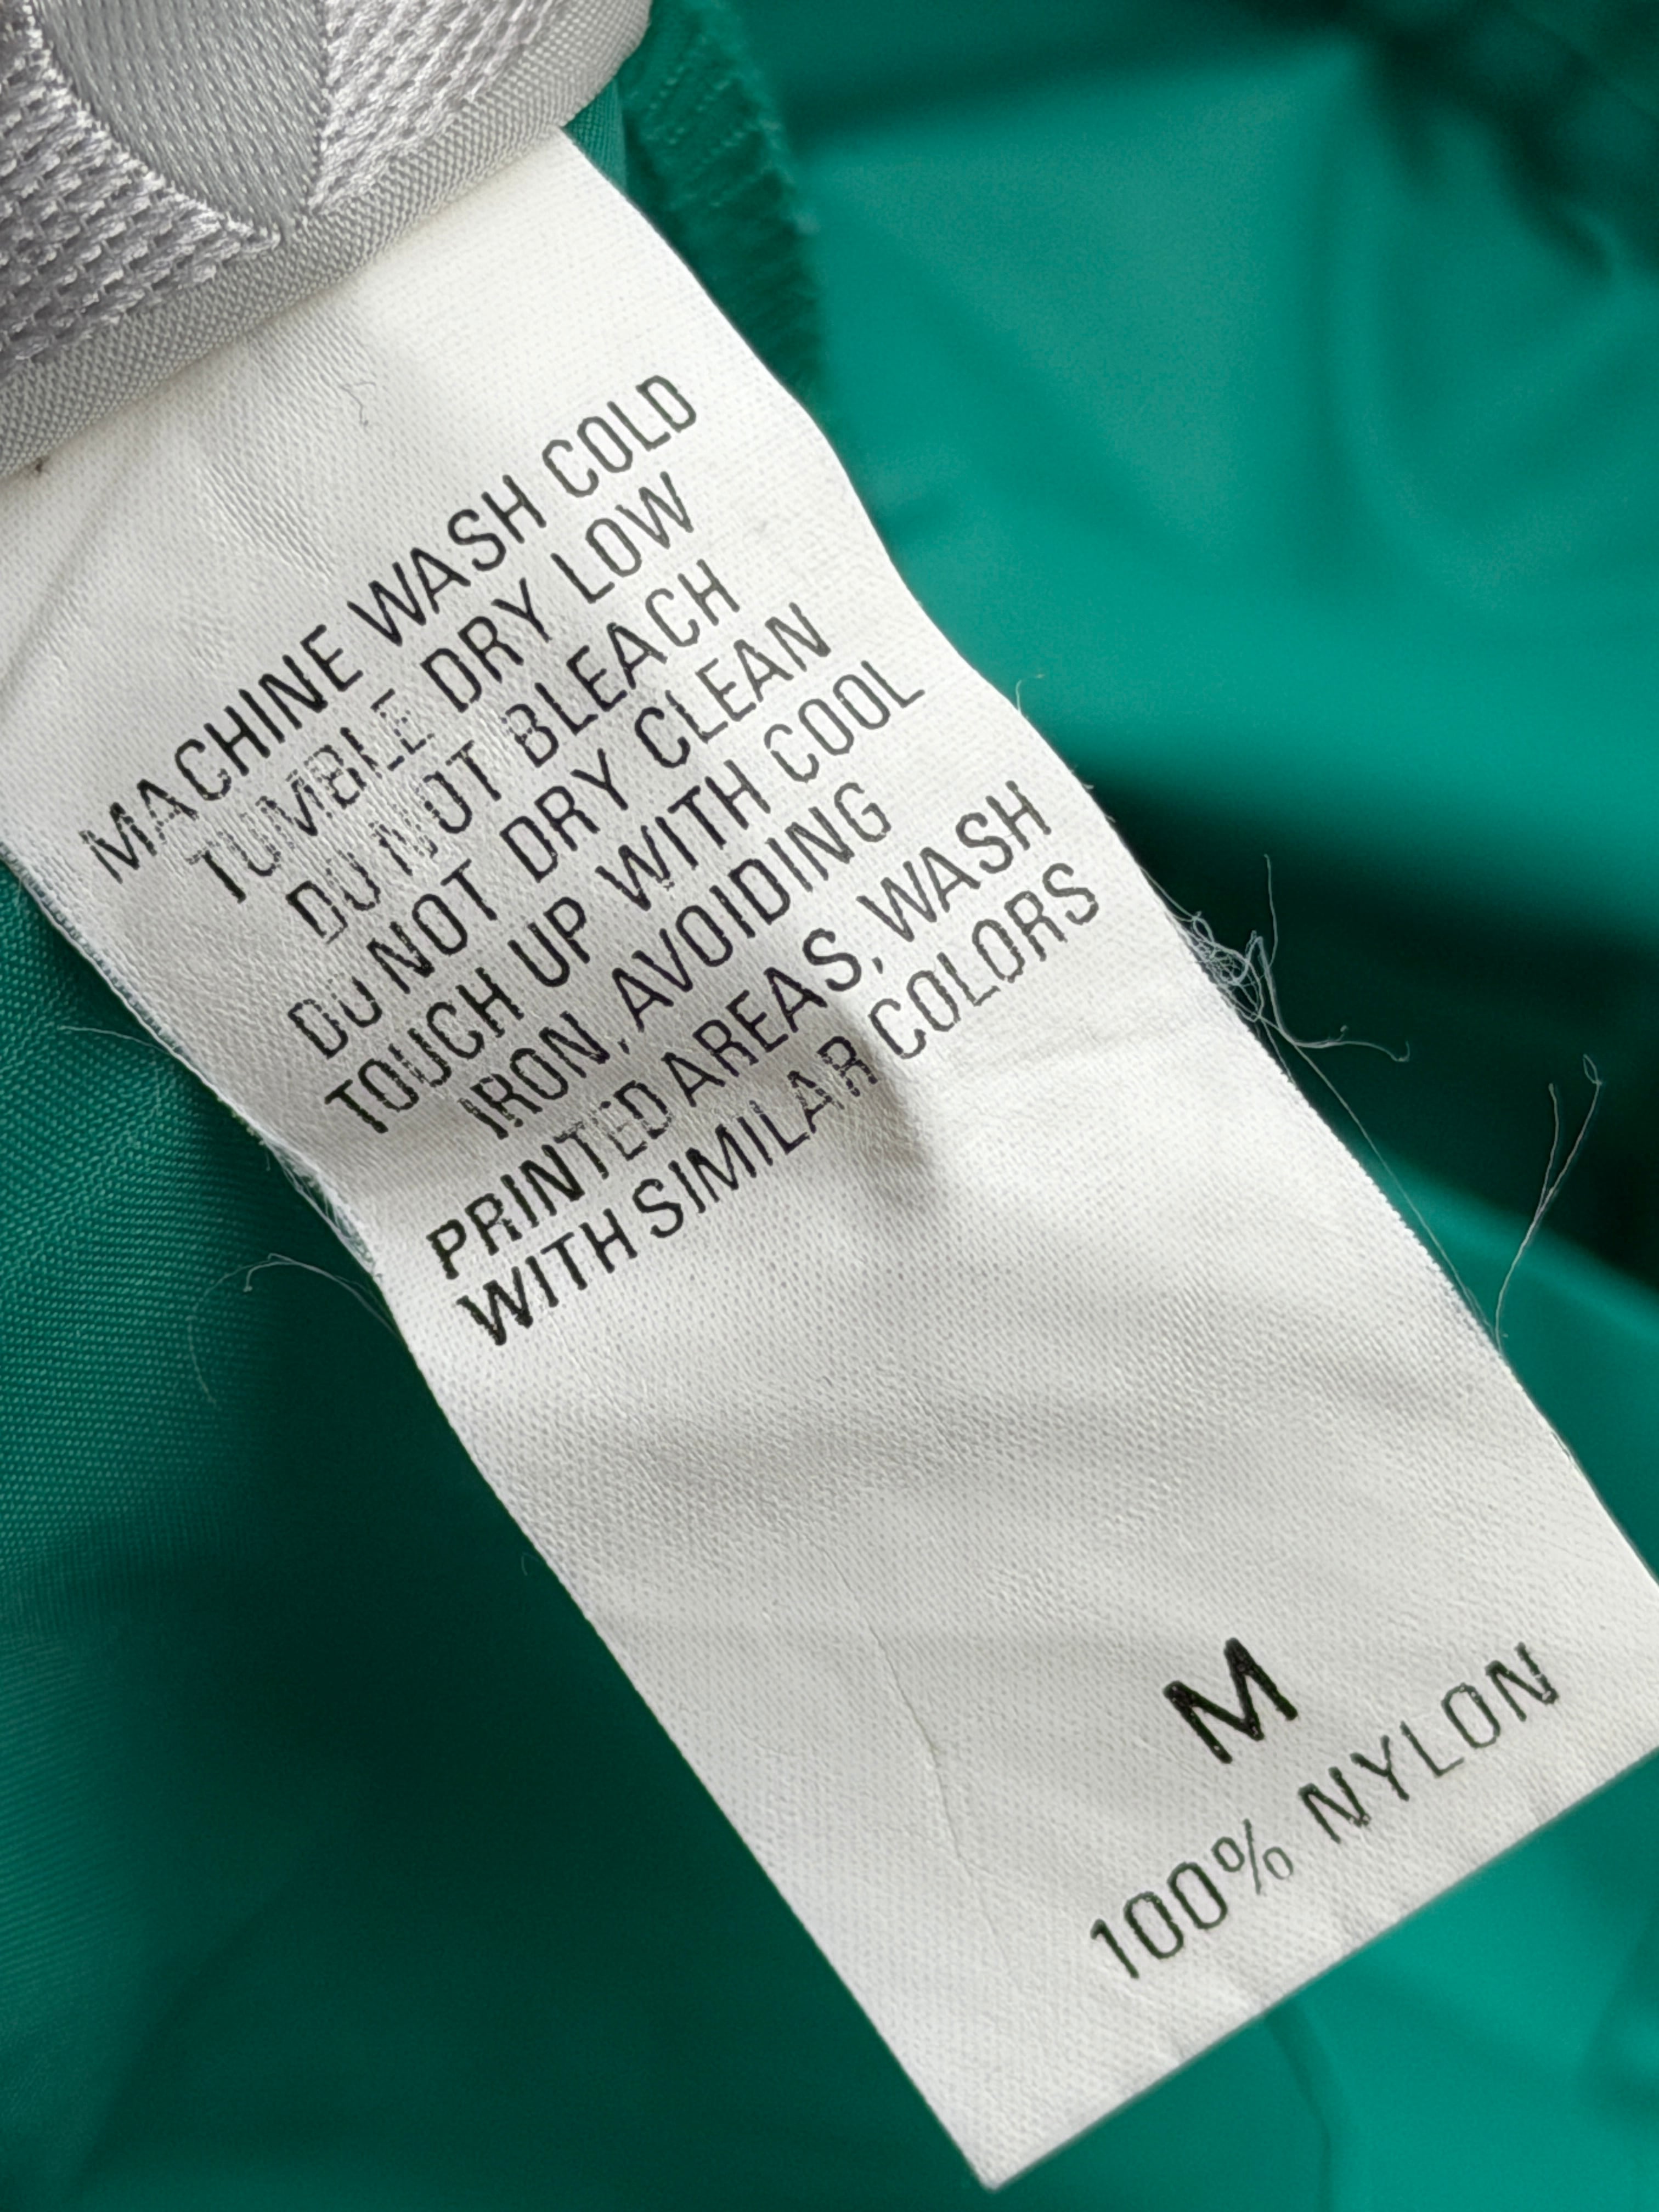 MACHINE WASH COLD
TUMBLE DRY LOW
DO NOT BLEACH
DO NOT DRY CLEAN
TOUCH UP WITH COOL
IRON, AVOIDING
PRINTED AREAS, WASH
WITH SIMILAR COLORS
M
100% NYLON